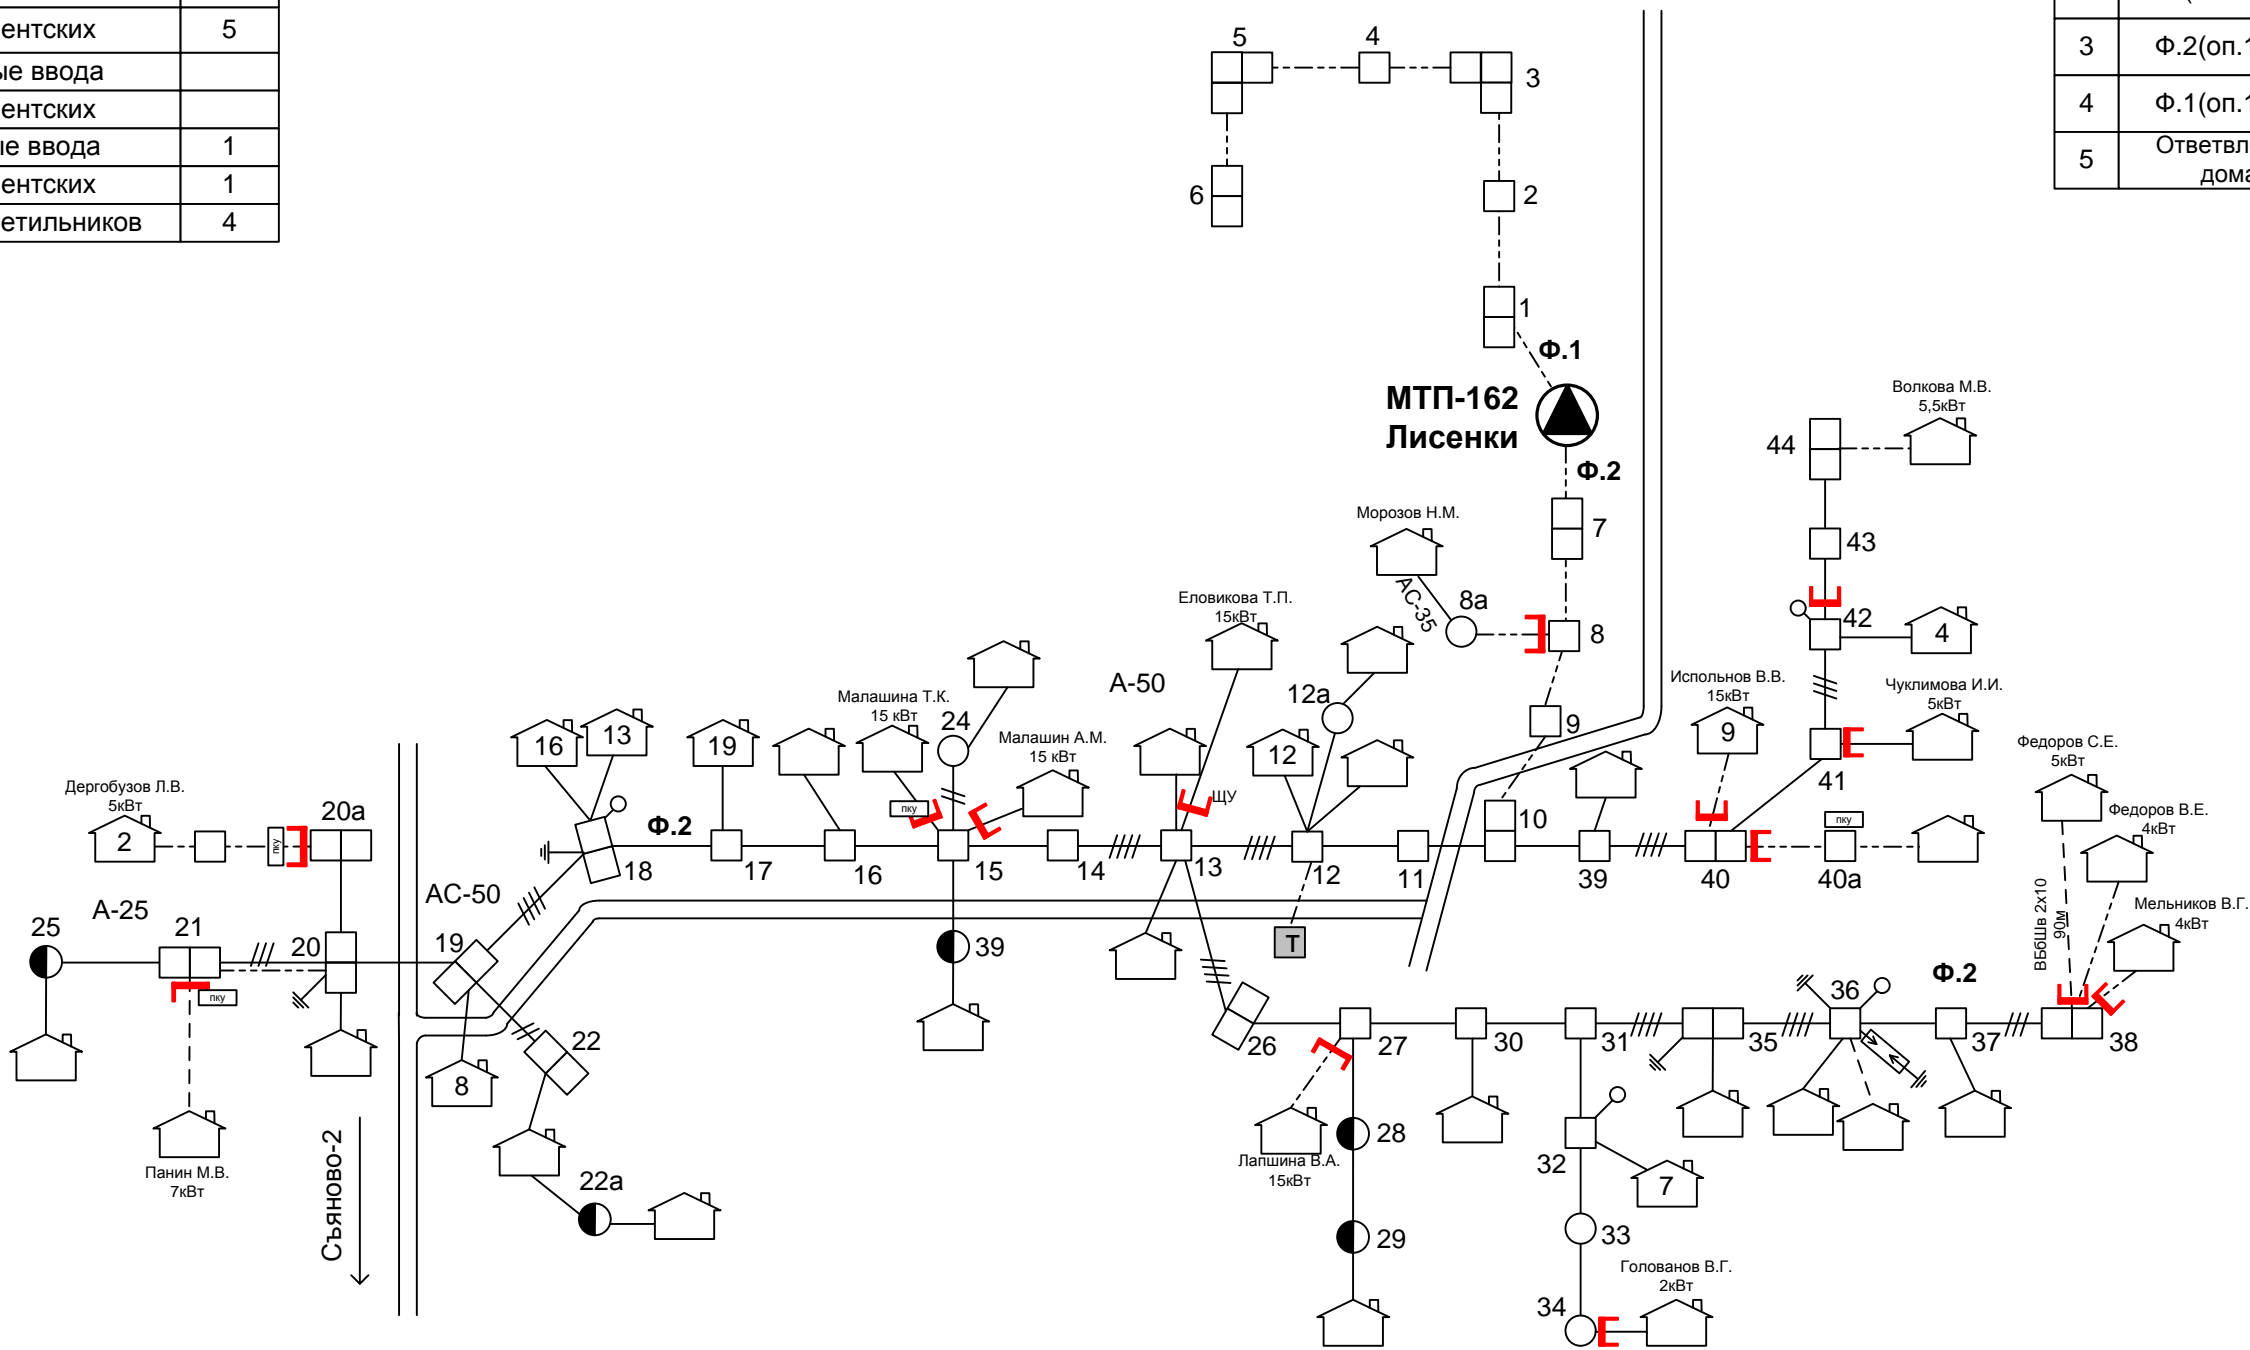 ентских 5
ые ввода
ентских
ые ввода 1
ентских 1
етильников 4
3 Ф.2(оп.1
4 Ф.1(оп.1
5 Ответвл
дома
5
4
3
6
2
1
Ф.1
МТП-162
Лисенки
Ф.2
7
Волкова М.В.
5,5кВт
44
43
42
4
Морозов Н.М.
АС-35
8а
8
9
Еловикова Т.П.
15кВт
А-50
12а
Испольнов В.В.
15кВт
9
Чуклимова И.И.
5кВт
41
Федоров С.Е.
5кВт
Федоров В.Е.
4кВт
Мельников В.Г.
4кВт
ВБбШв 2х10
90м
Малашина Т.К.
15 кВт
24
Малашин А.М.
15 кВт
16
13
19
пку
ЩУ
12
10
Дергобузов Л.В.
5кВт
2
пку
20а
Ф.2
18
17
16
15
14
13
12
11
39
40
пку
40а
АС-50
А-25
25
21
20
19
пку
39
Т
22
8
26
27
30
31
35
36
Ф.2
37
38
Панин М.В.
7кВт
Съяново-2
22а
Лапшина В.А.
15кВт
28
29
32
7
33
34
Голованов В.Г.
2кВт